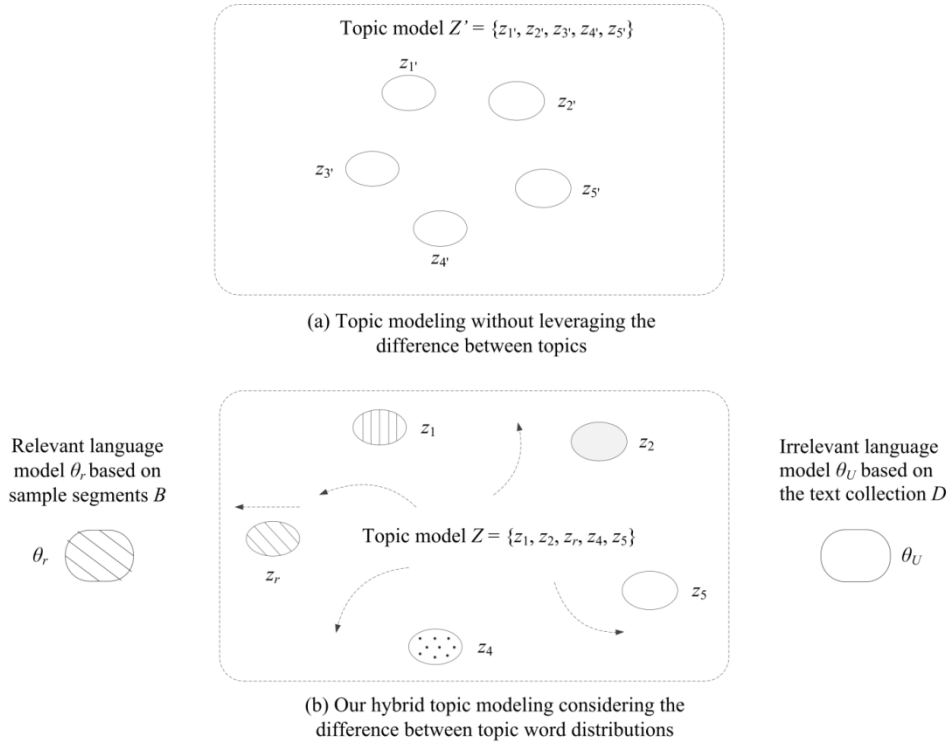 Topic model Z’ = {z1', z2', z3', z4', z5'}
z1'
z2'
z3'
z5'
z4'
(a) Topic modeling without leveraging the
difference between topics
Relevant language
model θr based on
sample segments B
θr
z1
z2
Topic model Z = {z1, z2, zr, z4, z5}
zr
z5
z4
Irrelevant language
model θU based on
the text collection D
θU
(b) Our hybrid topic modeling considering the
difference between topic word distributions